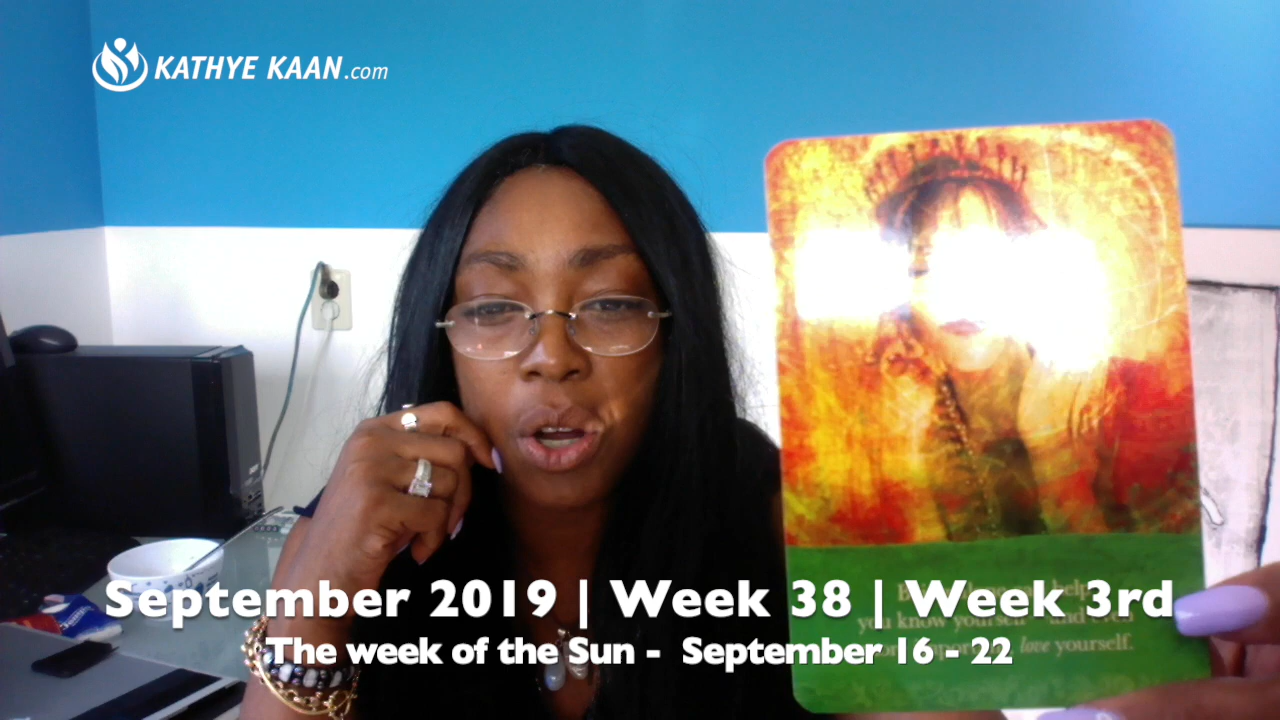 KATHYE KAAN.com
September 2019 | Week 38 | Week 3rd
you know yourself
love yourself.
The week of the Sun - September 16 - 22